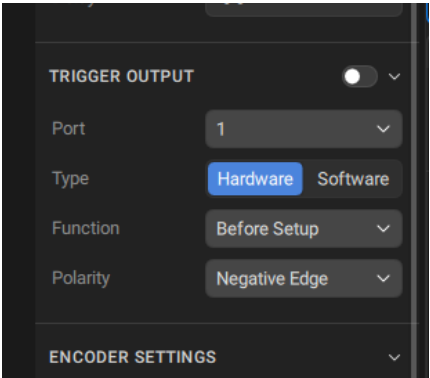 TRIGGER OUTPUT
Port 1
Type Hardware Software
Function Before Setup
Polarity Negative Edge
ENCODER SETTINGS